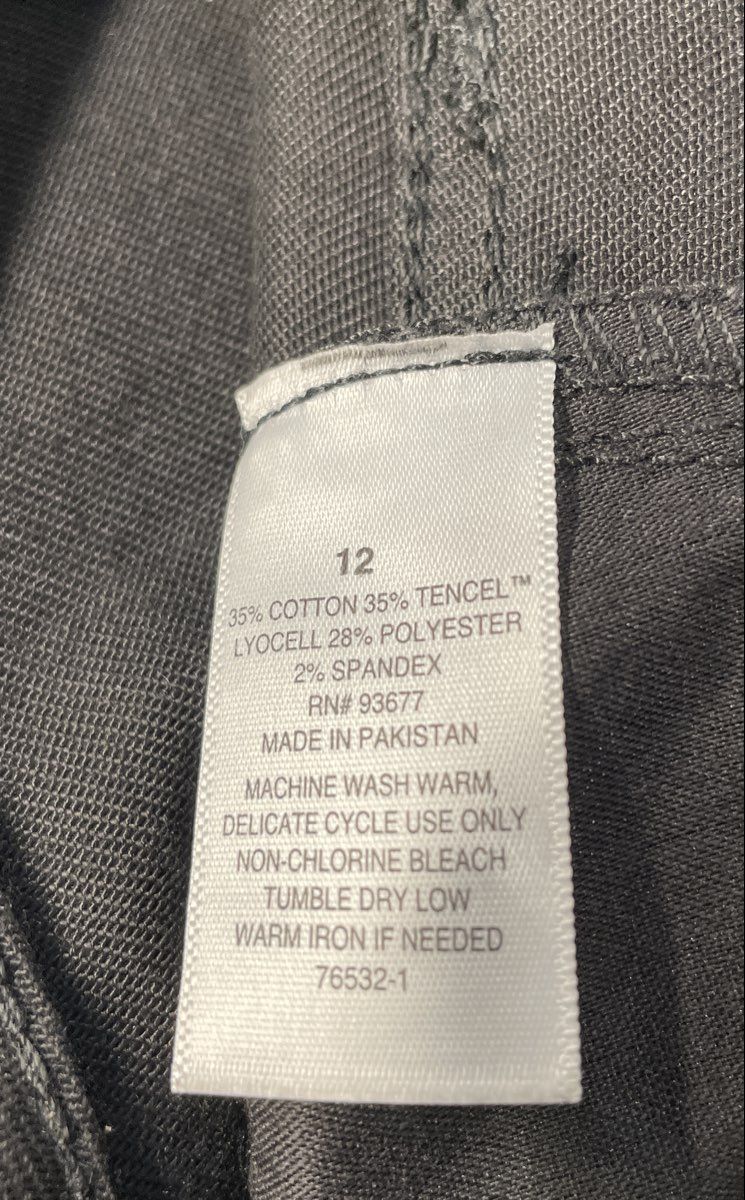 12
35% COTTON 35% TENCEL™
LYOCELL 28% POLYESTER
2% SPANDEX
RN# 93677
MADE IN PAKISTAN
MACHINE WASH WARM,
DELICATE CYCLE USE ONLY
NON-CHLORINE BLEACH
TUMBLE DRY LOW
WARM IRON IF NEEDED
76532-1